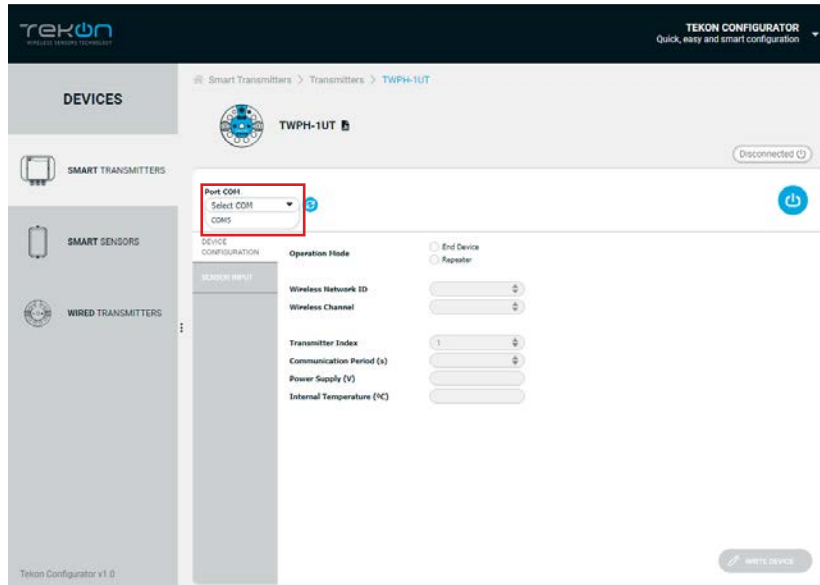 TEKON
WIRELESS SENSORS TECHNOLOGY
TEKON CONFIGURATOR
Quick, easy and smart configuration
DEVICES
Smart Transmitters > Transmitters > TWPH-1UT
TWPH-1UT
Disconnected
SMART TRANSMITTERS
Port COM
Select COM
COM5
SMART SENSORS
DEVICE
CONFIGURATION
SENSOR INPUT
Operation Mode
End Device
Repeater
Wireless Network ID
Wireless Channel
WIRED TRANSMITTERS
Transmitter Index
1
Communication Period (s)
Power Supply (V)
Internal Temperature (ºC)
WRITE DEVICE
Tekon Configurator v1.0